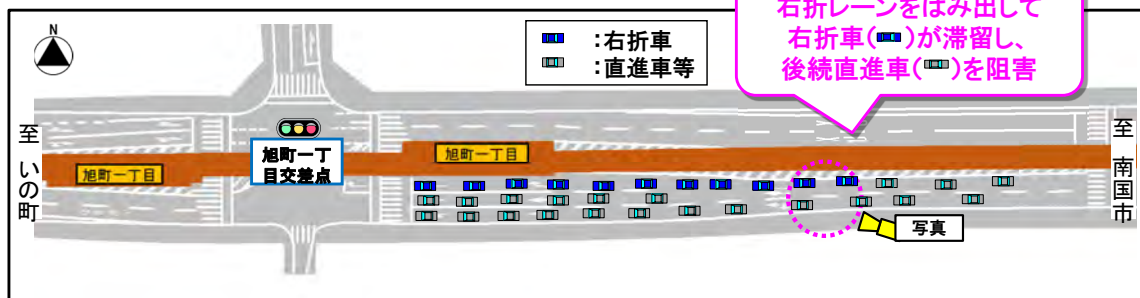 右折レーンをはみ出して
右折車( )が滞留し、
後続直進車( )を阻害
N
:右折車
:直進車等
至 いの町
旭町一丁目
旭町一丁
目交差点
旭町一丁目
至 南国市
写真